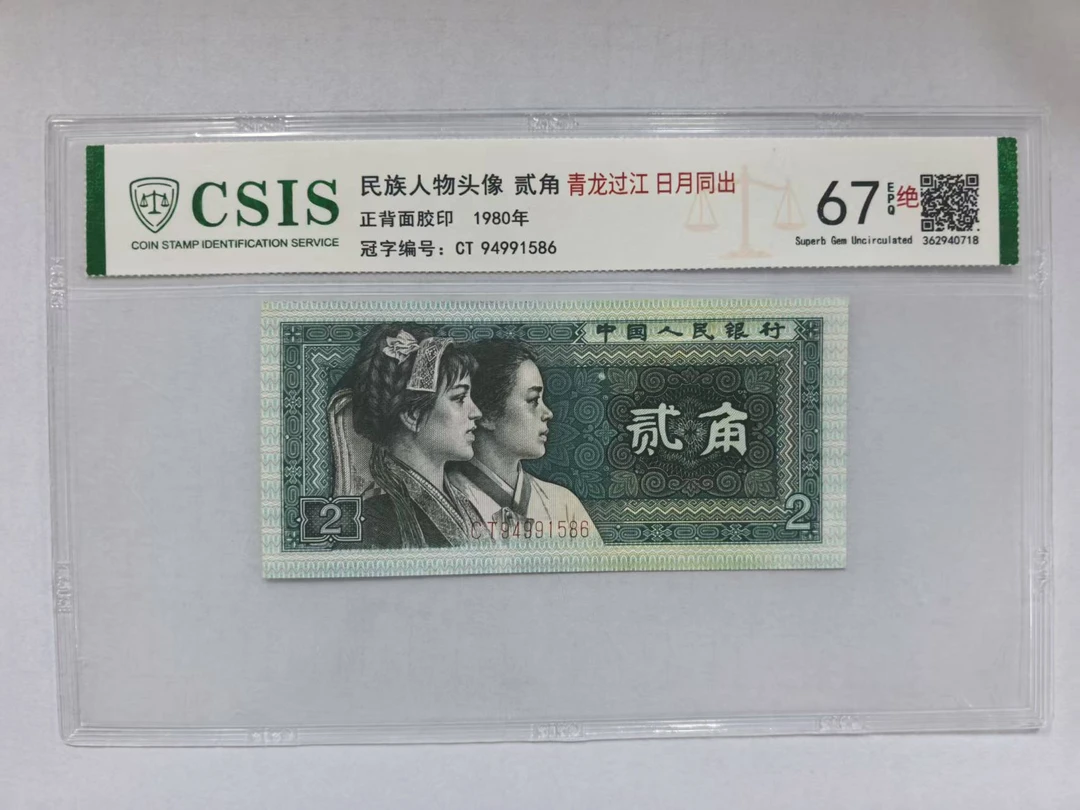 CSIS
COIN STAMP IDENTIFICATION SERVICE
民族人物头像 贰角 青龙过江 日月同出
正背面胶印 1980年
冠字编号: CT 94991586
67 EPQ 绝
Superb Gem Uncirculated 362940718
中国人民银行
贰角
2
2
CT94991586